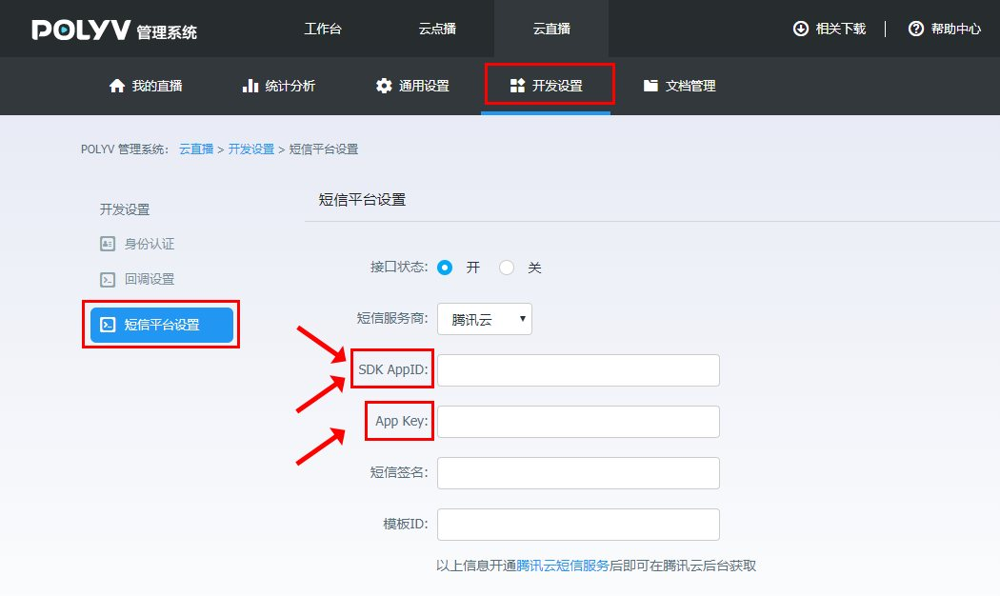 POLYV 管理系统 工作台 云点播 云直播 相关下载 帮助中心
我的直播 统计分析 通用设置 开发设置 文档管理
POLYV 管理系统: 云直播 > 开发设置 > 短信平台设置
开发设置
身份认证
回调设置
短信平台设置
短信平台设置
接口状态: 开 关
短信服务商: 腾讯云
SDK AppID:
App Key:
短信签名:
模板ID:
以上信息开通腾讯云短信服务后即可在腾讯云后台获取